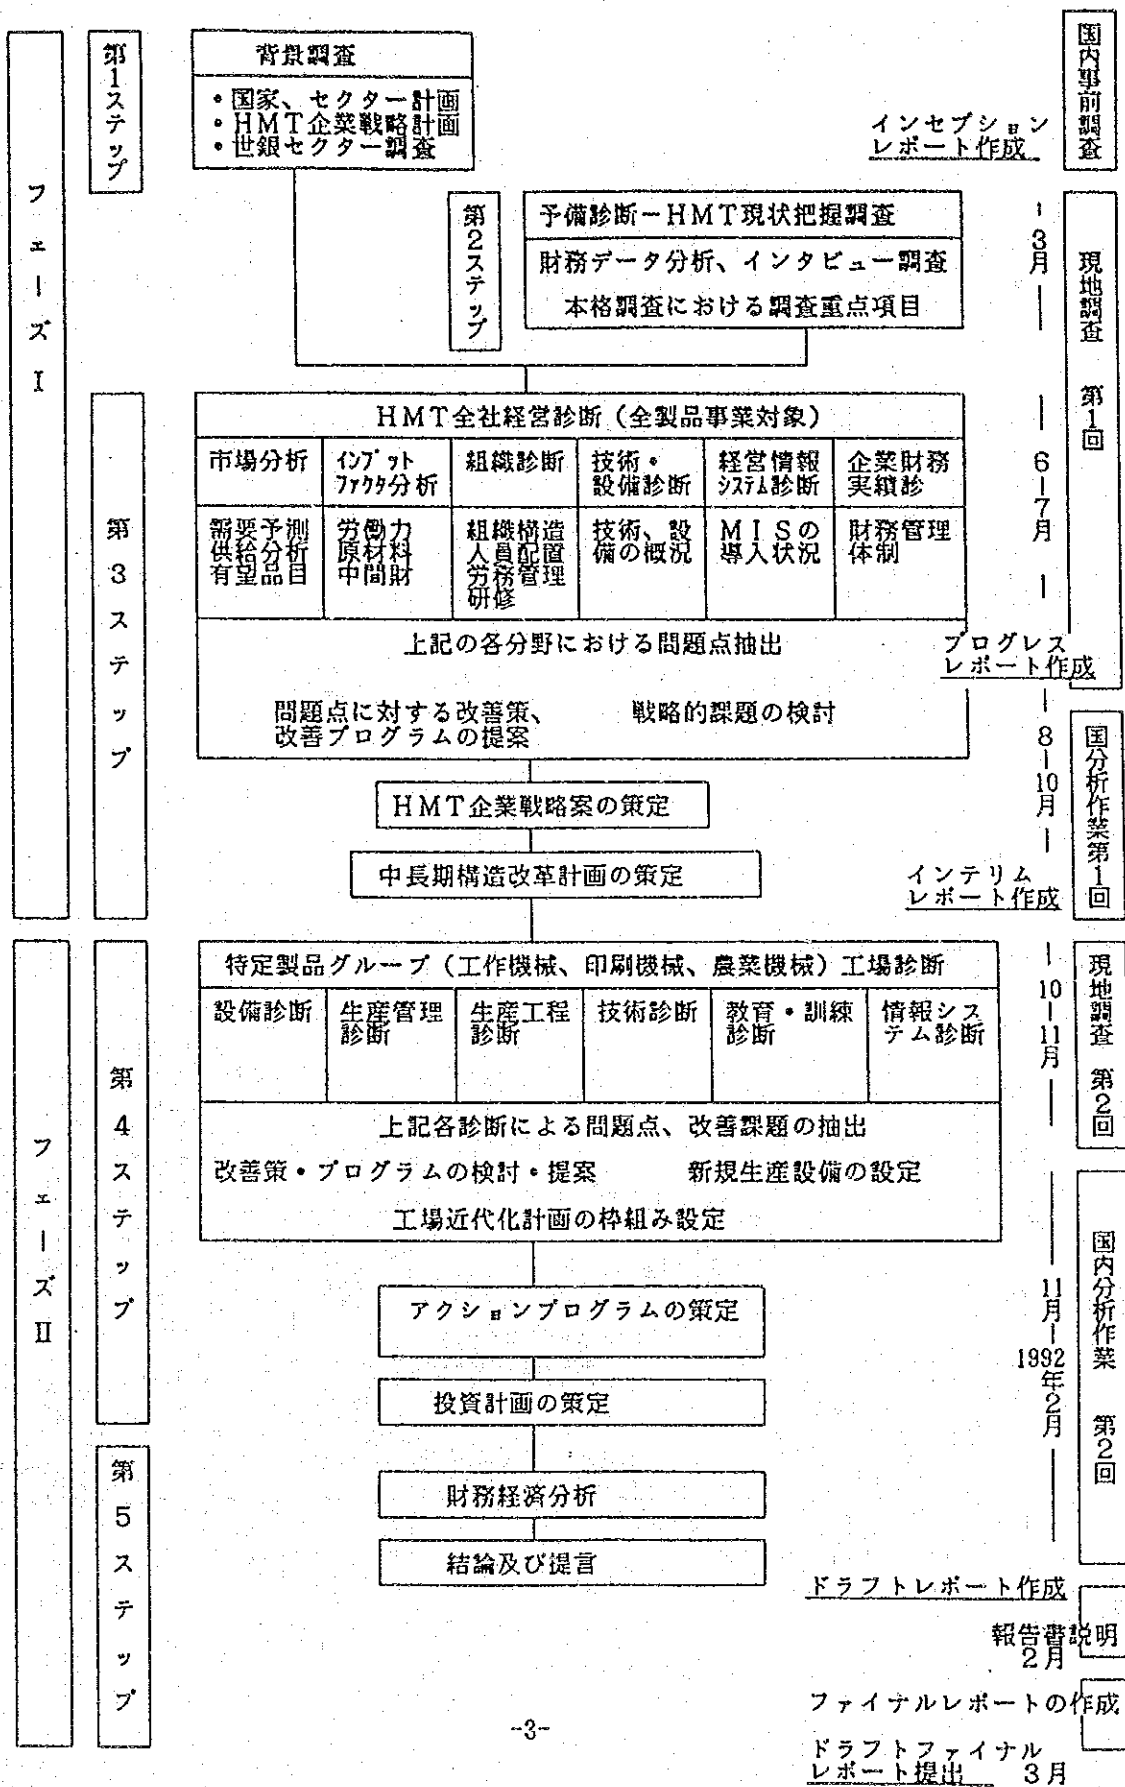 フェーズⅠ
第1ステップ
背景調査
・国家、セクター計画
・HMT企業戦略計画
・世銀セクター調査
インセプション
レポート作成
国内事前調査
第2ステップ
予備診断－HMT現状把握調査
財務データ分析、インタビュー調査
本格調査における調査重点項目
3月
現地調査 第1回
第3ステップ
HMT全社経営診断（全製品事業対象）
市場分析
インプット
ファクタ分析
組織診断
技術・
設備診断
経営情報
システム診断
企業財務
実績診
需要予測
供給分析
有望品目
労働力
原材料
中間財
組織構造
人員配置
労務管理
研修
技術、設
備の概況
MISの
導入状況
財務管理
体制
6－7月
上記の各分野における問題点抽出
問題点に対する改善策、
改善プログラムの提案
戦略的課題の検討
プログレス
レポート作成
8－10月
国分析作業第1回
HMT企業戦略案の策定
中長期構造改革計画の策定
インテリム
レポート作成
フェーズⅡ
第4ステップ
特定製品グループ（工作機械、印刷機械、農業機械）工場診断
設備診断
生産管理
診断
生産工程
診断
技術診断
教育・訓練
診断
情報シス
テム診断
10－11月
現地調査 第2回
上記各診断による問題点、改善課題の抽出
改善策・プログラムの検討・提案
新規生産設備の設定
工場近代化計画の枠組み設定
アクションプログラムの策定
投資計画の策定
11月－1992年2月
国内分析作業 第2回
第5ステップ
財務経済分析
結論及び提言
ドラフトレポート作成
報告書説明
2月
ファイナルレポートの作成
ドラフトファイナル
レポート提出 3月
-3-